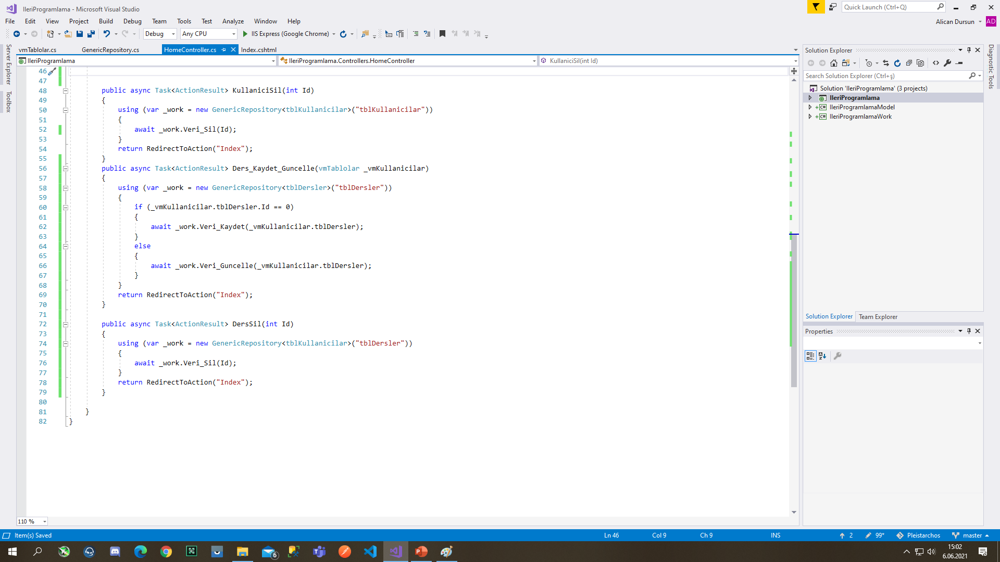 IleriProgramlama - Microsoft Visual Studio
Quick Launch (Ctrl+Q)
File Edit View Project Build Debug Team Tools Test Analyze Window Help
Alican Dursun AD
Debug Any CPU IIS Express (Google Chrome)
Server Explorer
Toolbox
vmTablolar.cs GenericRepository.cs HomeController.cs Index.cshtml
IleriProgramlama IleriProgramlama.Controllers.HomeController KullaniciSil(int Id)
46
47
48 public async Task<ActionResult> KullaniciSil(int Id)
49 {
50 using (var _work = new GenericRepository<tblKullanicilar>("tblKullanicilar"))
51 {
52 await _work.Veri_Sil(Id);
53 }
54 return RedirectToAction("Index");
55 }
56 public async Task<ActionResult> Ders_Kaydet_Guncelle(vmTablolar _vmKullanicilar)
57 {
58 using (var _work = new GenericRepository<tblDersler>("tblDersler"))
59 {
60 if (_vmKullanicilar.tblDersler.Id == 0)
61 {
62 await _work.Veri_Kaydet(_vmKullanicilar.tblDersler);
63 }
64 else
65 {
66 await _work.Veri_Guncelle(_vmKullanicilar.tblDersler);
67 }
68 }
69 return RedirectToAction("Index");
70 }
71
72 public async Task<ActionResult> DersSil(int Id)
73 {
74 using (var _work = new GenericRepository<tblKullanicilar>("tblDersler"))
75 {
76 await _work.Veri_Sil(Id);
77 }
78 return RedirectToAction("Index");
79 }
80
81 }
82 }
110 %
Solution Explorer
Search Solution Explorer (Ctrl+ş)
Solution 'IleriProgramlama' (3 projects)
IleriProgramlama
IleriProgramlamaModel
IleriProgramlamaWork
Solution Explorer Team Explorer
Properties
Diagnostic Tools
Item(s) Saved Ln 46 Col 9 Ch 9 INS 2 99* Pleistarchos master
6
15:02
6.06.2021